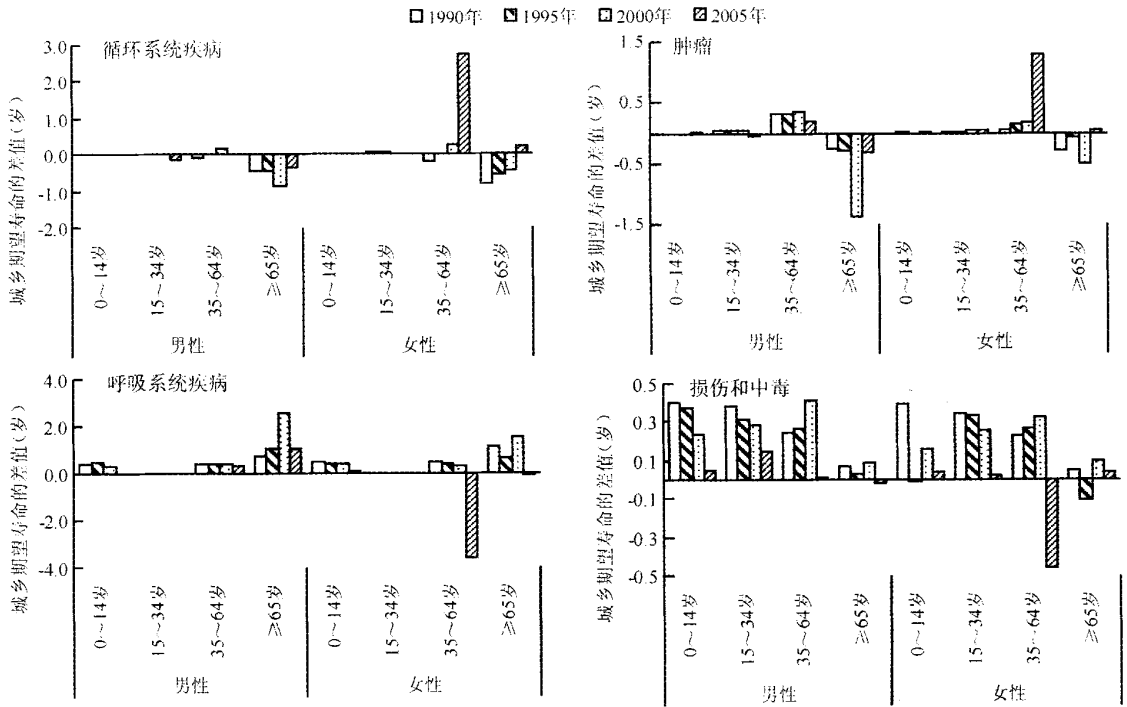 1990年 1995年 2000年 2005年
循环系统疾病
城乡期望寿命的差值(岁)
3.0
2.0
1.0
0.0
-1.0
-2.0
0～14岁
15～34岁
35～64岁
≥65岁
0～14岁
15～34岁
35～64岁
≥65岁
男性
女性
肿瘤
城乡期望寿命的差值(岁)
1.5
0.5
-0.5
-1.5
0～14岁
15～34岁
35～64岁
≥65岁
0～14岁
15～34岁
35～64岁
≥65岁
男性
女性
呼吸系统疾病
城乡期望寿命的差值(岁)
4.0
2.0
0.0
-2.0
-4.0
0～14岁
15～34岁
35～64岁
≥65岁
0～14岁
15～34岁
35～64岁
≥65岁
男性
女性
损伤和中毒
城乡期望寿命的差值(岁)
0.5
0.3
0.1
-0.1
-0.3
-0.5
0～14岁
15～34岁
35～64岁
≥65岁
0～14岁
15～34岁
35～64岁
≥65岁
男性
女性